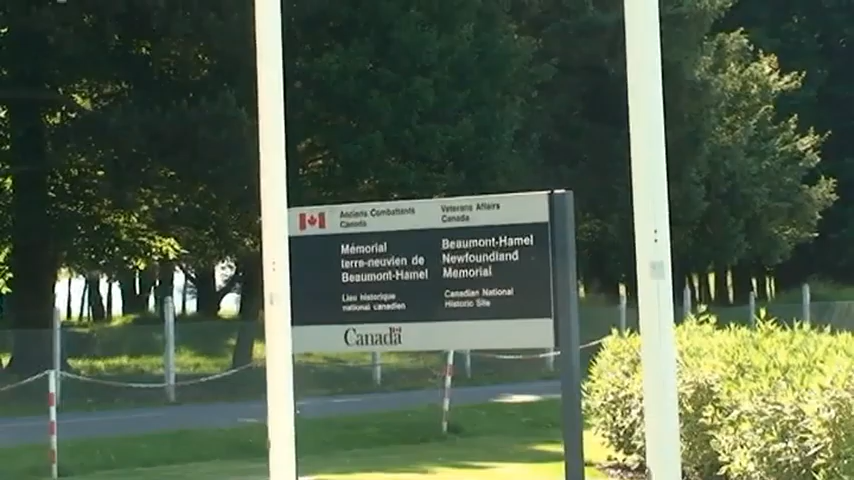 Anciens Combattants
Canada
Veterans Affairs
Canada
Mémorial
terre-neuvien de
Beaumont-Hamel
Beaumont-Hamel
Newfoundland
Memorial
Lieu historique
national canadien
Canadian National
Historic Site
Canada